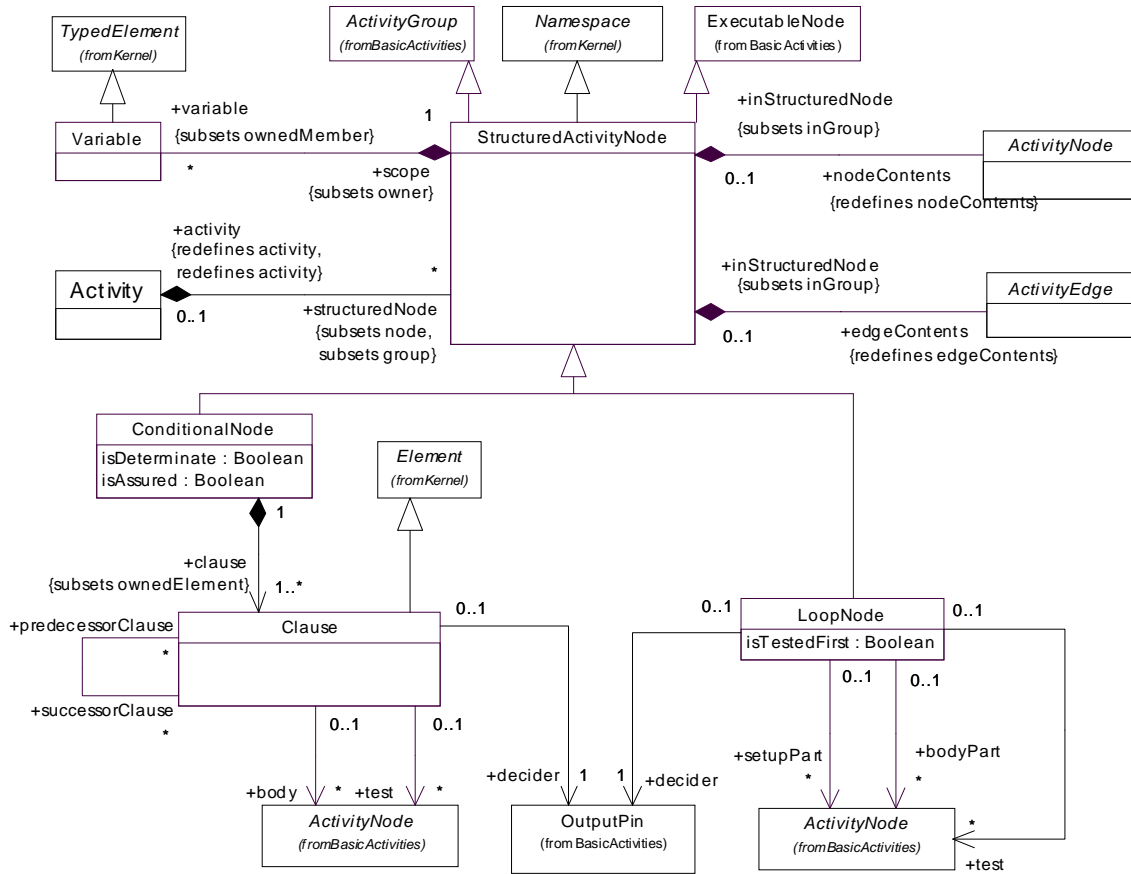 TypedElement
(fromKernel)
ActivityGroup
(fromBasicActivities)
Namespace
(fromKernel)
ExecutableNode
(from BasicActivities)
+variable
{subsets ownedMember}
1
Variable
*
StructuredActivityNode
+scope
{subsets owner}
+inStructuredNode
{subsets inGroup}
0..1
+nodeContents
{redefines nodeContents}
ActivityNode
+activity
{redefines activity,
redefines activity}
*
Activity
0..1
+structuredNode
{subsets node,
subsets group}
+inStructuredNode
{subsets inGroup}
0..1
+edgeContents
{redefines edgeContents}
ActivityEdge
ConditionalNode
isDeterminate : Boolean
isAssured : Boolean
1
Element
(fromKernel)
+clause
{subsets ownedElement}
1..*
+predecessorClause
*
+successorClause
*
Clause
0..1
0..1
0..1
0..1
LoopNode
isTestedFirst : Boolean
0..1
0..1
0..1
+body
*
+test
*
+decider
1
1
+decider
+setupPart
*
+bodyPart
*
*
+test
ActivityNode
(fromBasicActivities)
OutputPin
(from BasicActivities)
ActivityNode
(fromBasicActivities)